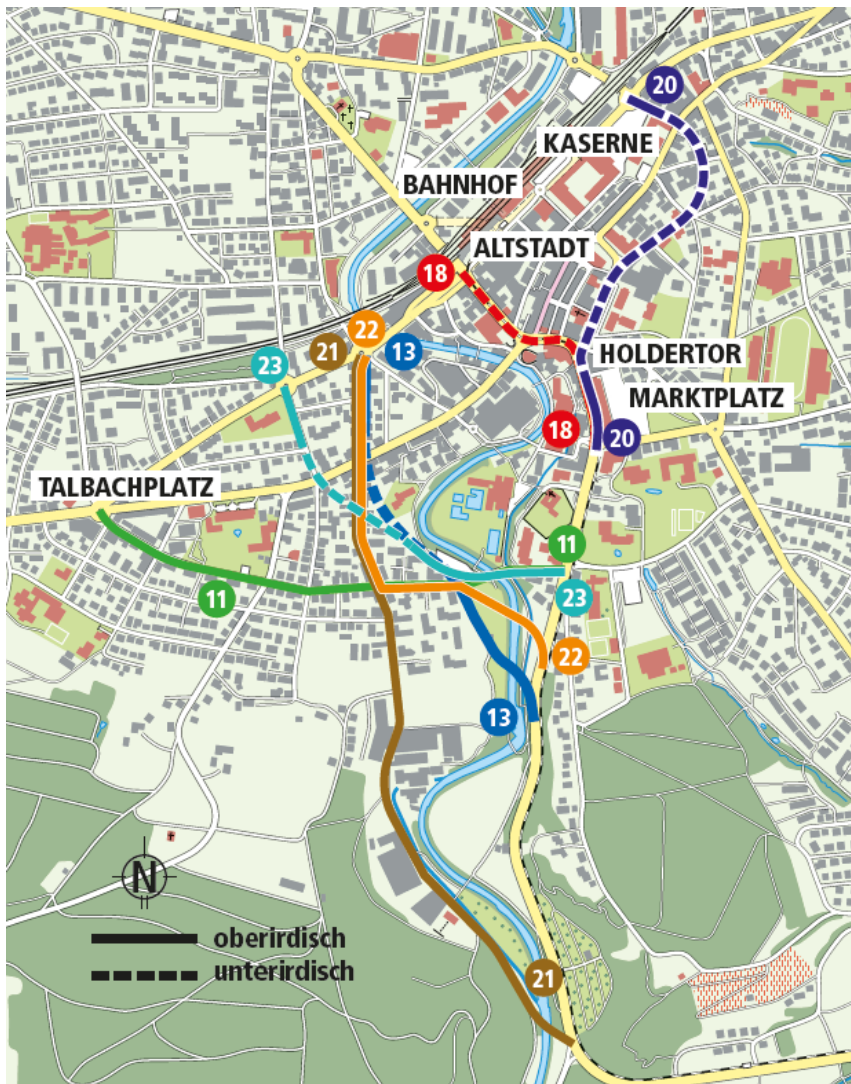 20
KASERNE
BAHNHOF
ALTSTADT
18
22
21
13
23
HOLDERTOR
MARKTPLATZ
18
20
TALBACHPLATZ
11
11
23
22
13
N
oberirdisch
unterirdisch
21